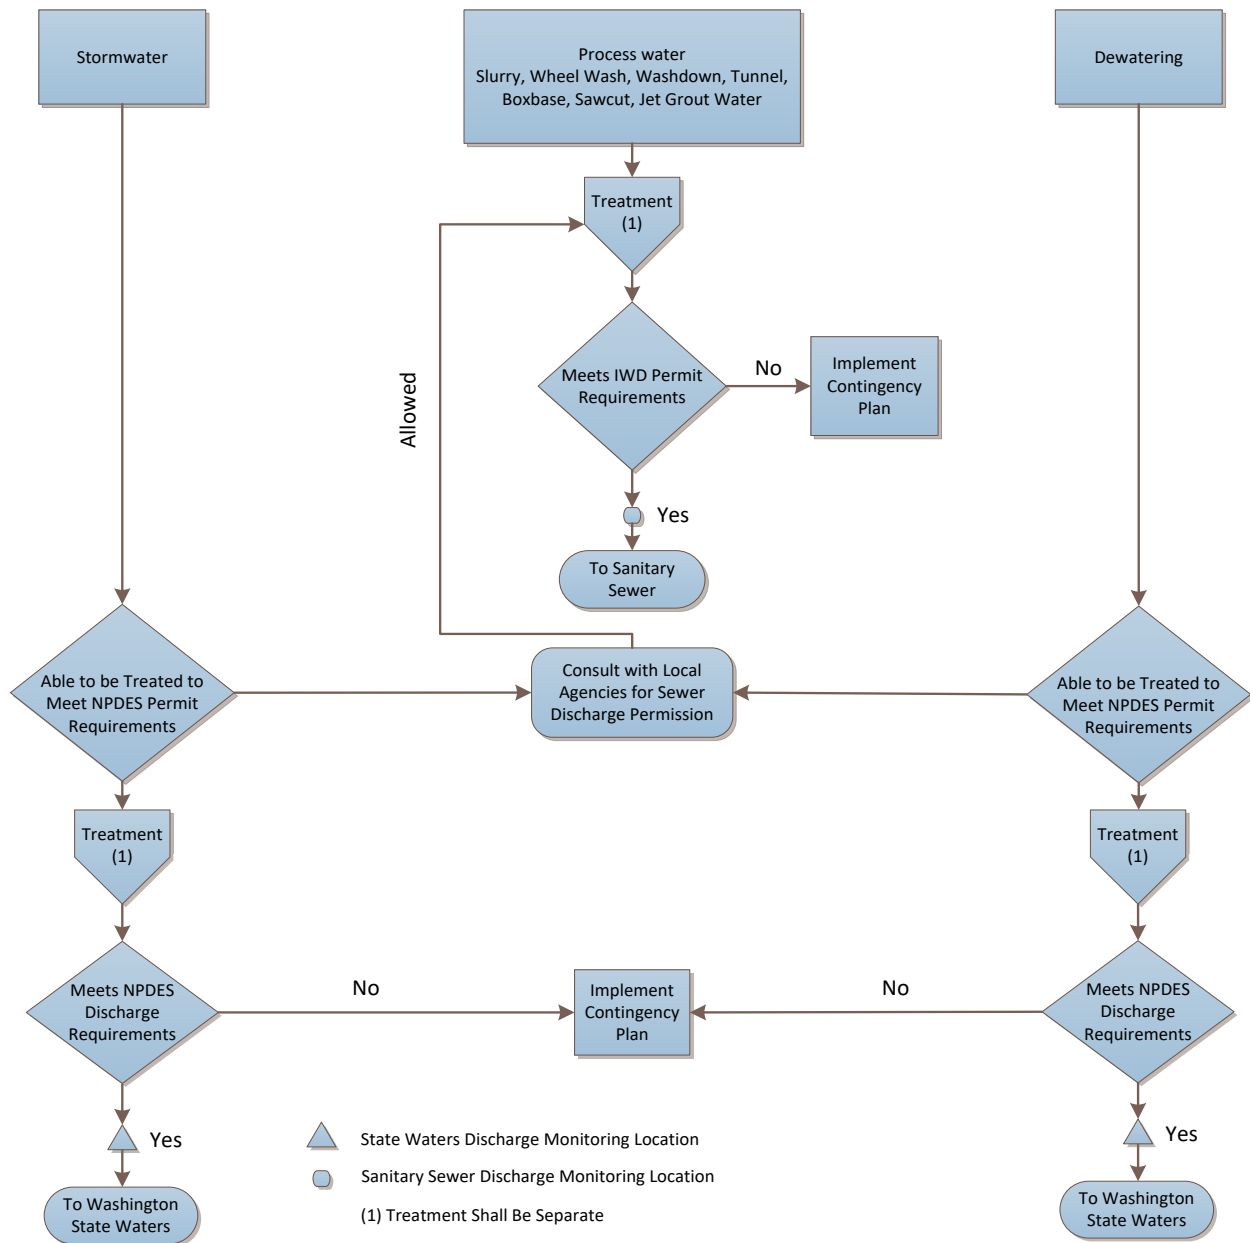 Stormwater
Process water
Slurry, Wheel Wash, Washdown, Tunnel,
Boxbase, Sawcut, Jet Grout Water
Dewatering
Treatment
(1)
Allowed
Meets IWD Permit
Requirements
No
Implement
Contingency
Plan
Yes
To Sanitary
Sewer
Able to be Treated to
Meet NPDES Permit
Requirements
Consult with Local
Agencies for Sewer
Discharge Permission
Able to be Treated to
Meet NPDES Permit
Requirements
Treatment
(1)
Treatment
(1)
Meets NPDES
Discharge
Requirements
No
Implement
Contingency
Plan
No
Meets NPDES
Discharge
Requirements
Yes
Yes
To Washington
State Waters
To Washington
State Waters
State Waters Discharge Monitoring Location
Sanitary Sewer Discharge Monitoring Location
(1) Treatment Shall Be Separate